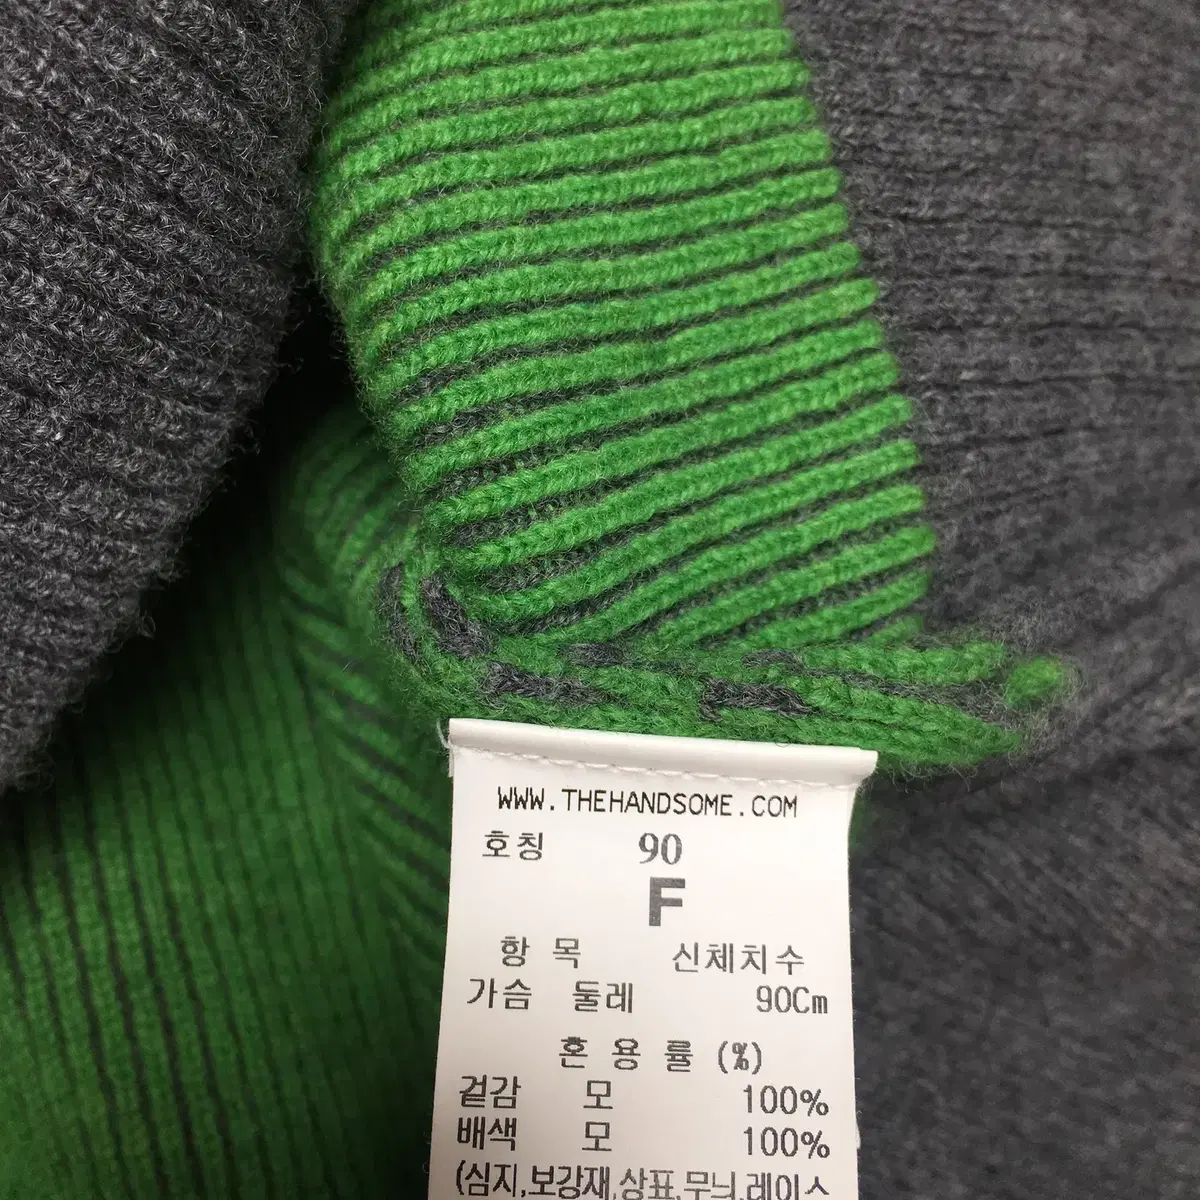 WWW.THEHANDSOME.COM
호칭 90
F
항 목 신체치수
가슴 둘레 90Cm
혼 용 률 (%)
겉감 모 100%
배색 모 100%
(심지,보강재,상표,무늬,레이스